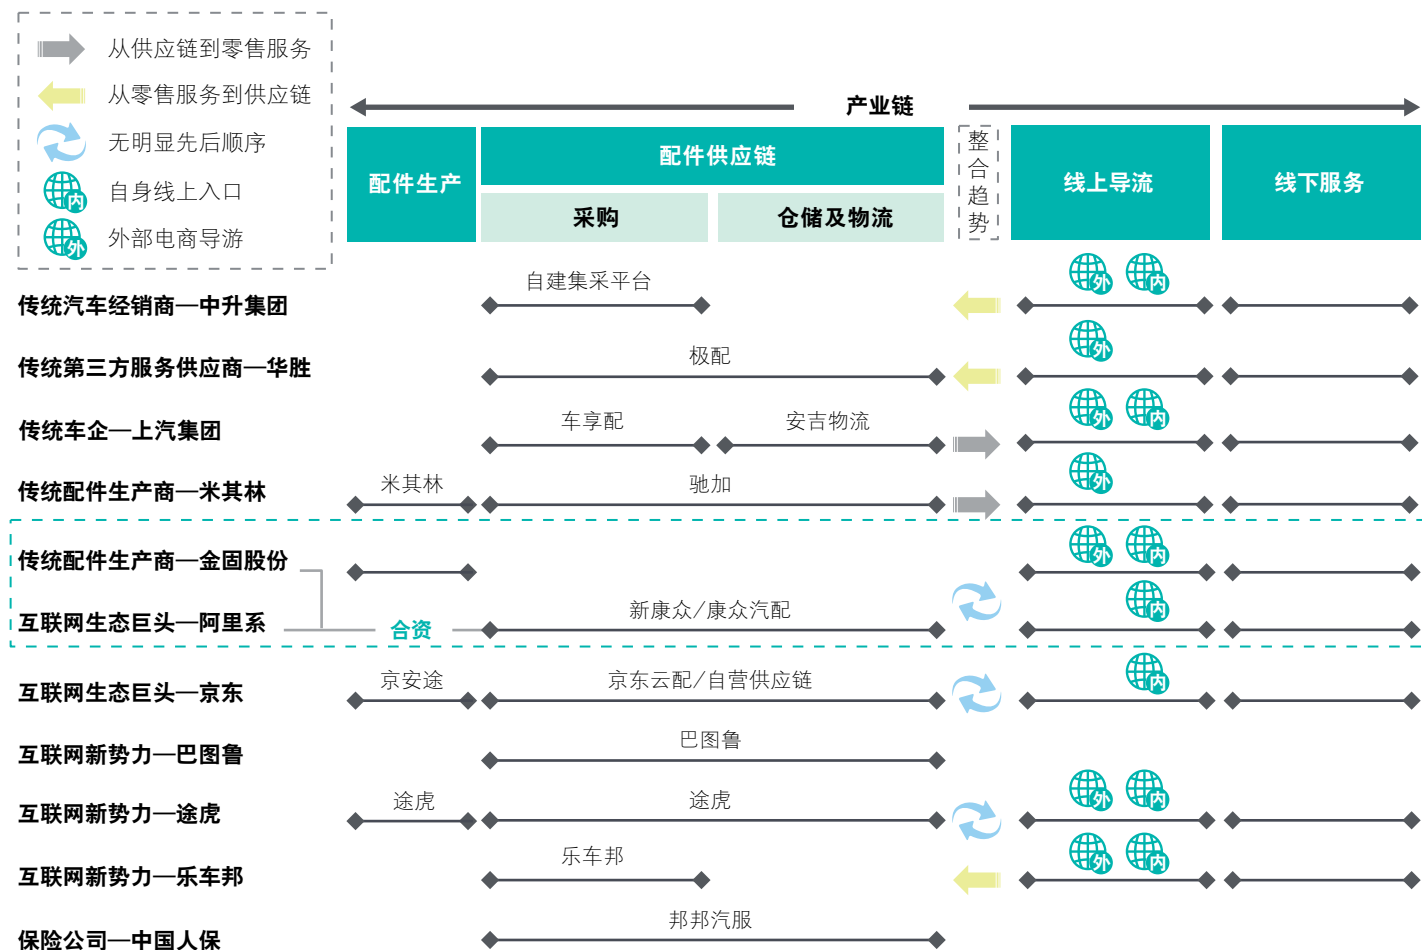 从供应链到零售服务
从零售服务到供应链
无明显先后顺序
内 自身线上入口
外 外部电商导游
产业链
配件生产
配件供应链
采购
仓储及物流
整合趋势
线上导流
线下服务
传统汽车经销商—中升集团
自建集采平台
外 内
传统第三方服务供应商—华胜
极配
外
传统车企—上汽集团
车享配
安吉物流
外 内
传统配件生产商—米其林
米其林
驰加
外
传统配件生产商—金固股份
外 内
互联网生态巨头—阿里系
合资
新康众/康众汽配
内
互联网生态巨头—京东
京安途
京东云配/自营供应链
内
互联网新势力—巴图鲁
巴图鲁
互联网新势力—途虎
途虎
途虎
外 内
互联网新势力—乐车邦
乐车邦
外 内
保险公司—中国人保
邦邦汽服